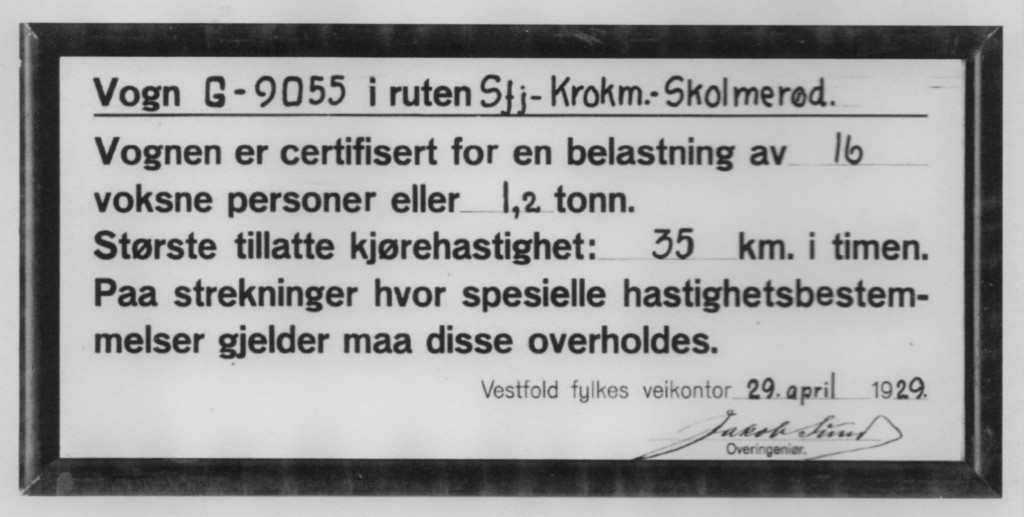 Vogn G-9055 i ruten Sfj-Krokm.-Skolmerød.
Vognen er certifisert for en belastning av 16
voksne personer eller 1,2 tonn.
Største tillatte kjørehastighet: 35 km. i timen.
Paa strekninger hvor spesielle hastighetsbestem-
melser gjelder maa disse overholdes.
Vestfold fylkes veikontor 29. april 1929.
Jakob Sund
Overingeniør.